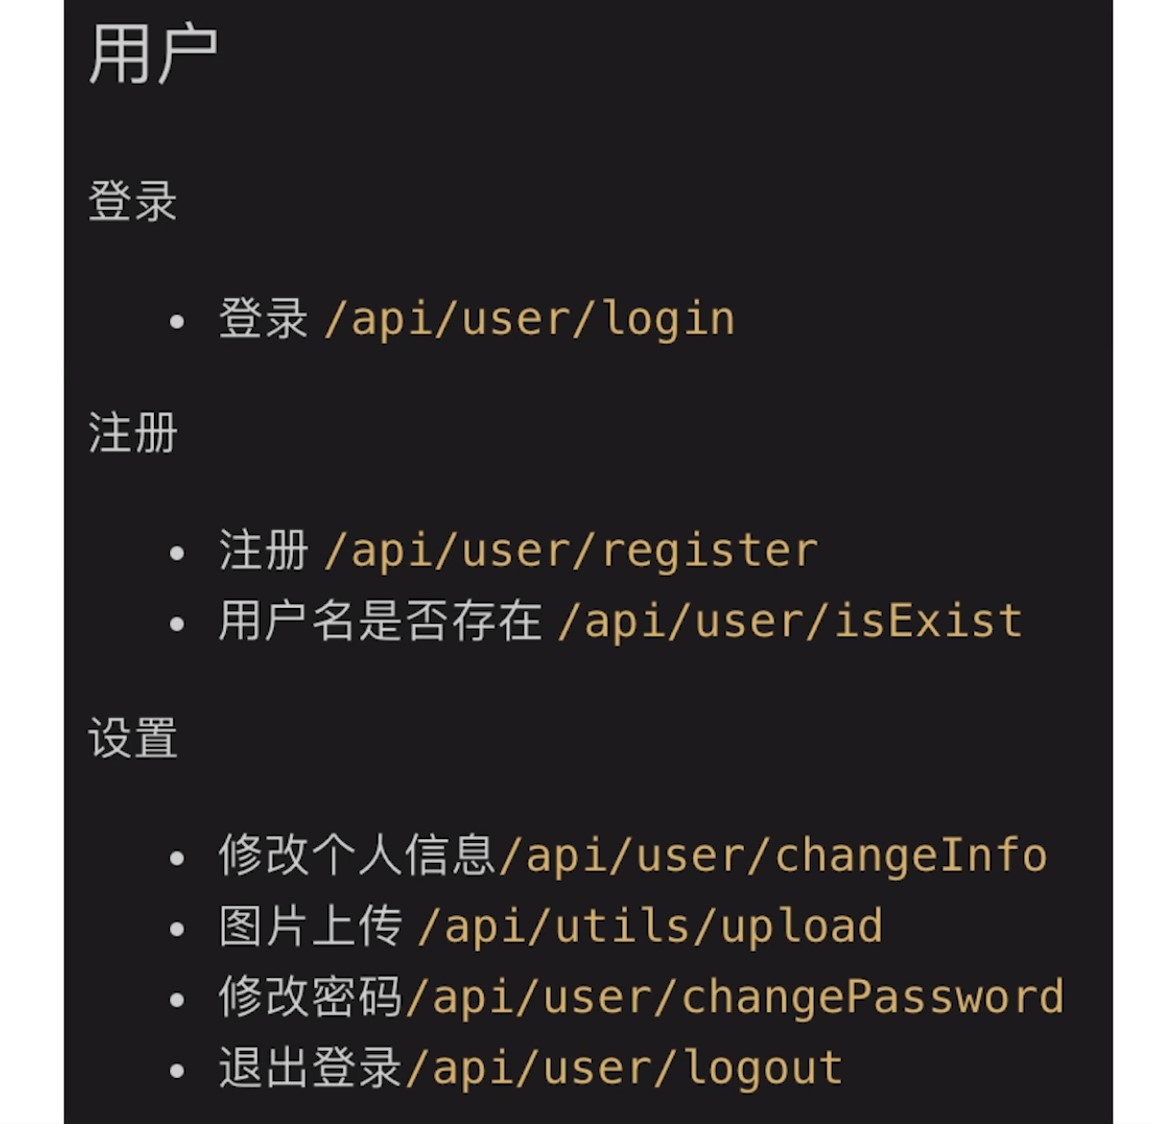 用户
登录
• 登录 /api/user/login
注册
• 注册 /api/user/register
• 用户名是否存在 /api/user/isExist
设置
• 修改个人信息/api/user/changeInfo
• 图片上传 /api/utils/upload
• 修改密码/api/user/changePassword
• 退出登录/api/user/logout